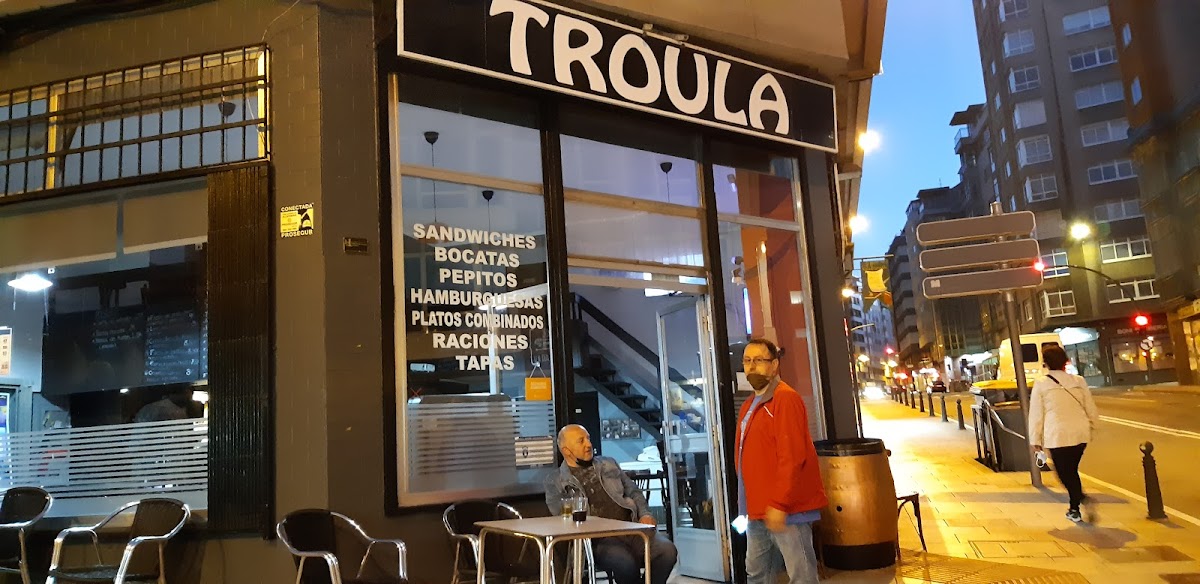 TROULA
CONECTADA
PROSEGUR
SANDWICHES
BOCATAS
PEPITOS
HAMBURGUESAS
PLATOS COMBINADOS
RACIONES
TAPAS